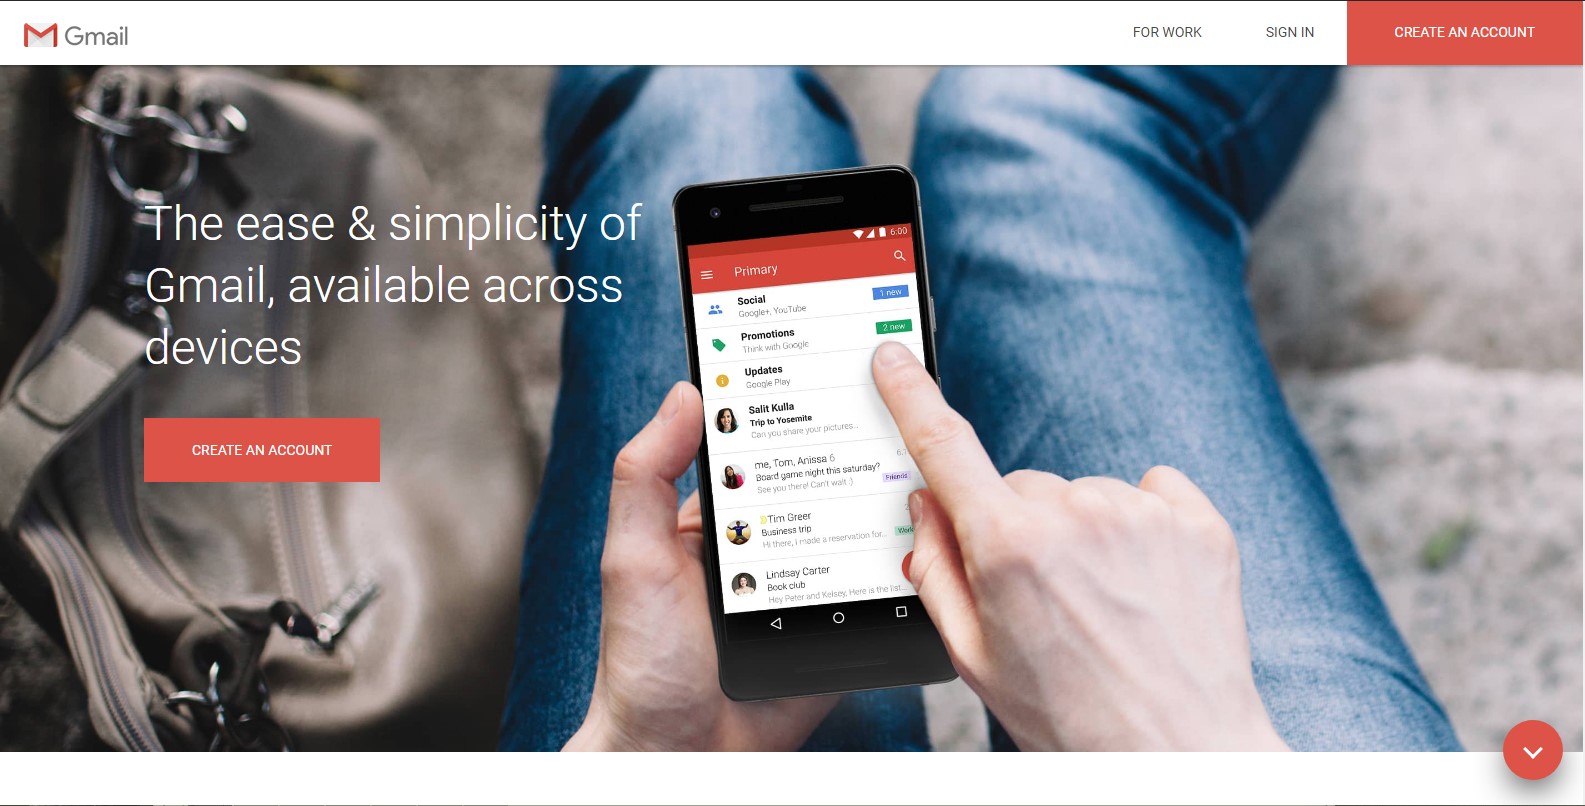 Gmail
FOR WORK
SIGN IN
CREATE AN ACCOUNT
The ease & simplicity of
Gmail, available across
devices
CREATE AN ACCOUNT
6:00
Primary
Social
1 new
Google+, YouTube
Promotions
2 new
Think with Google
Updates
Google Play
Salit Kulla
Trip to Yosemite
Can you share your pictures...
me, Tom, Anissa 6
Board game night this saturday?
See you there! Can't wait :)
Friends
Tim Greer
Business trip
Hi there, i made a reservation for...
Work
Lindsay Carter
Book club
Hey Peter and Kelsey, Here is the list...